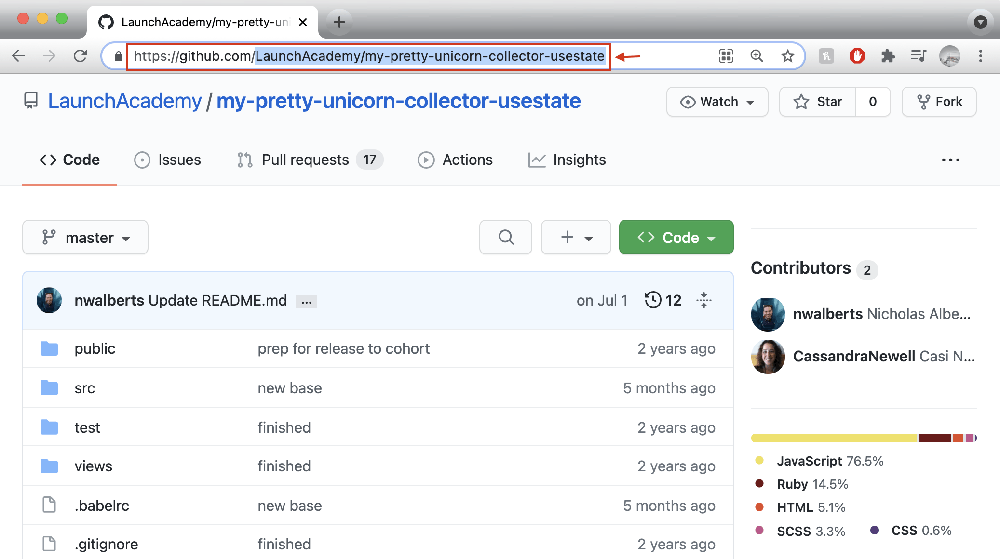 LaunchAcademy/my-pretty-uni
https://github.com/LaunchAcademy/my-pretty-unicorn-collector-usestate
LaunchAcademy / my-pretty-unicorn-collector-usestate
Watch
Star 0
Fork
Code
Issues
Pull requests 17
Actions
Insights
master
Code
nwalberts Update README.md ...
on Jul 1
12
public prep for release to cohort 2 years ago
src new base 5 months ago
test finished 2 years ago
views finished 2 years ago
.babelrc new base 5 months ago
.gitignore finished 2 years ago
Contributors 2
nwalberts Nicholas Albe...
CassandraNewell Casi N...
JavaScript 76.5%
Ruby 14.5%
HTML 5.1%
SCSS 3.3% CSS 0.6%